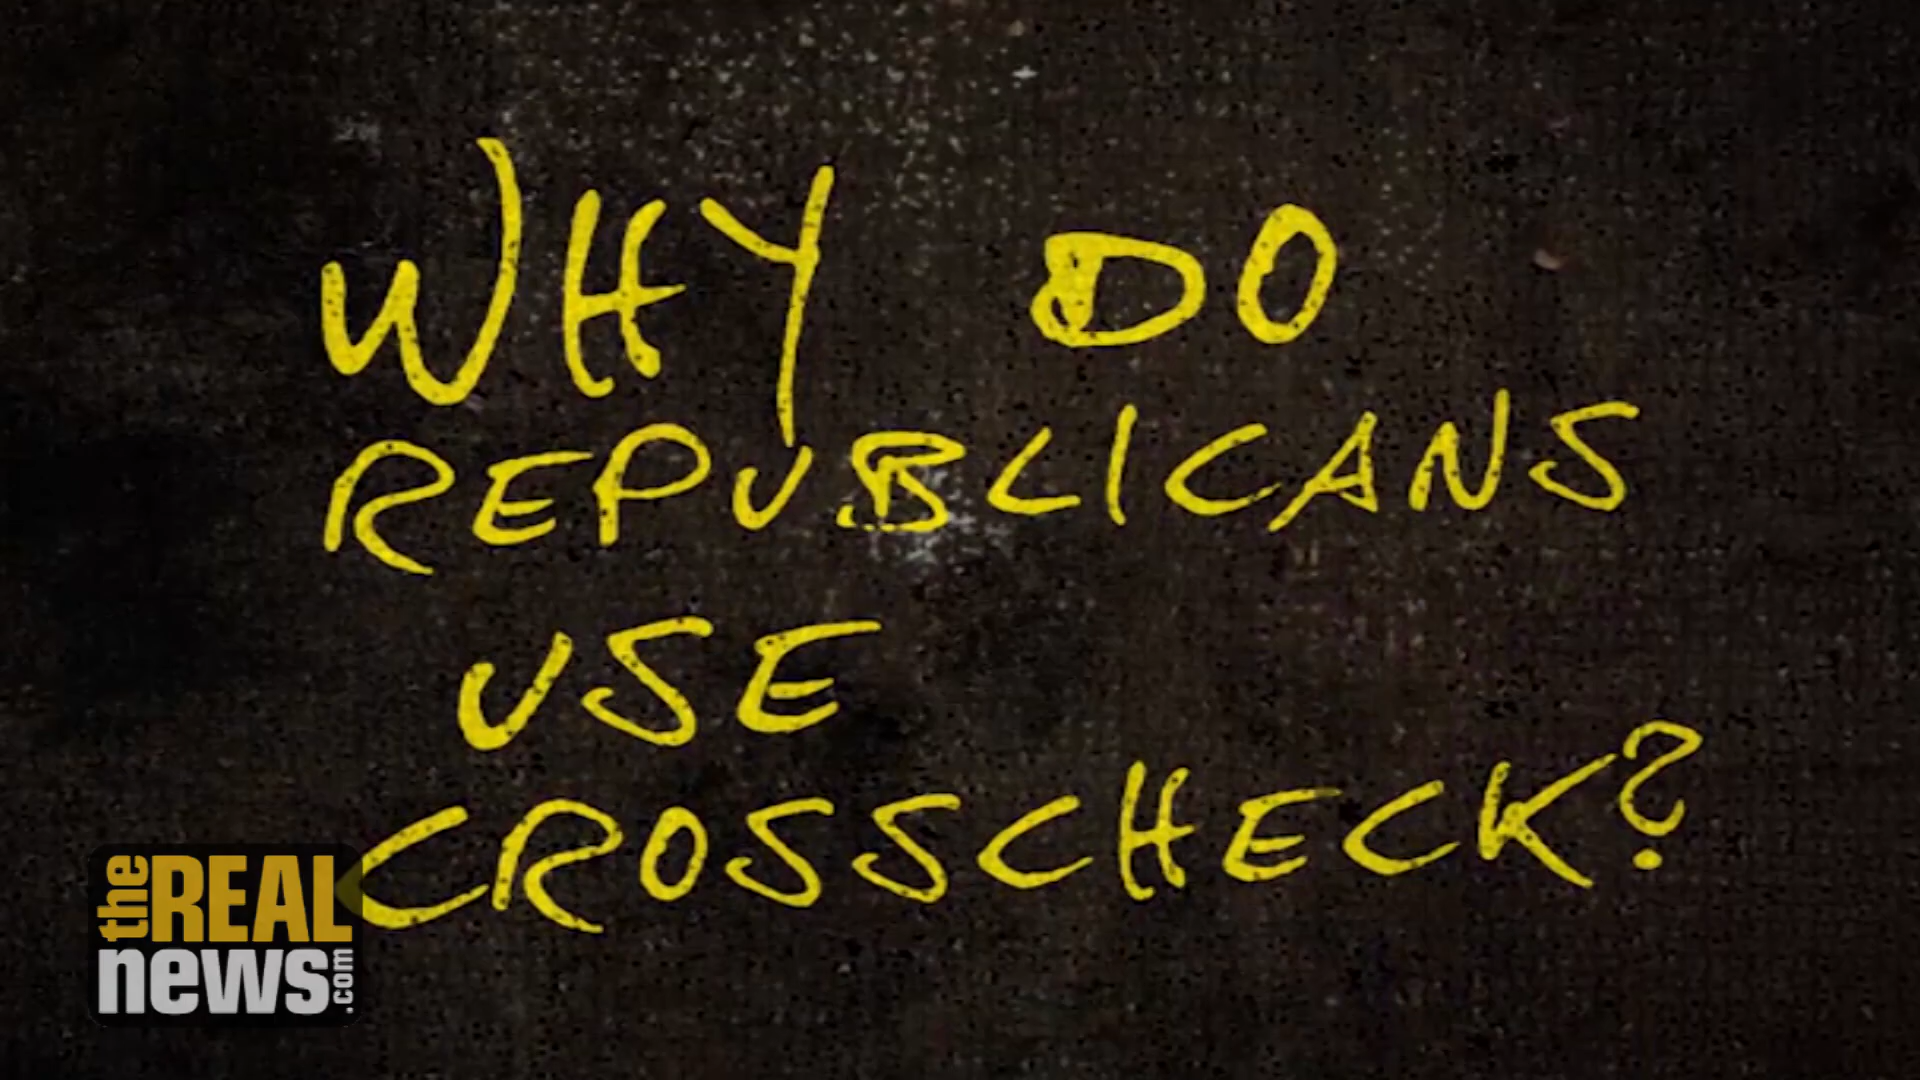 WHY DO
REPUBLICANS
USE
CROSSCHECK?
the REAL
news.com